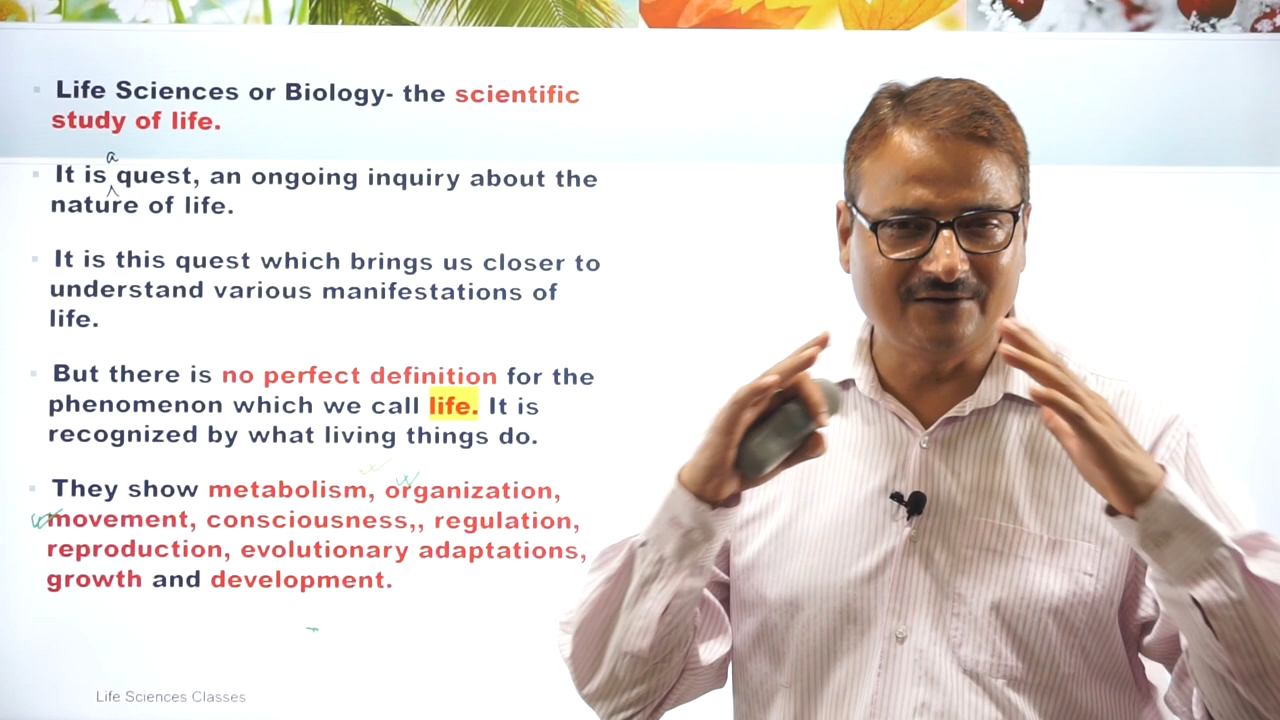 Life Sciences or Biology- the scientific
study of life.
It is a quest, an ongoing inquiry about the
nature of life.
It is this quest which brings us closer to
understand various manifestations of
life.
But there is no perfect definition for the
phenomenon which we call life. It is
recognized by what living things do.
They show metabolism, organization,
movement, consciousness,, regulation,
reproduction, evolutionary adaptations,
growth and development.
Life Sciences Classes